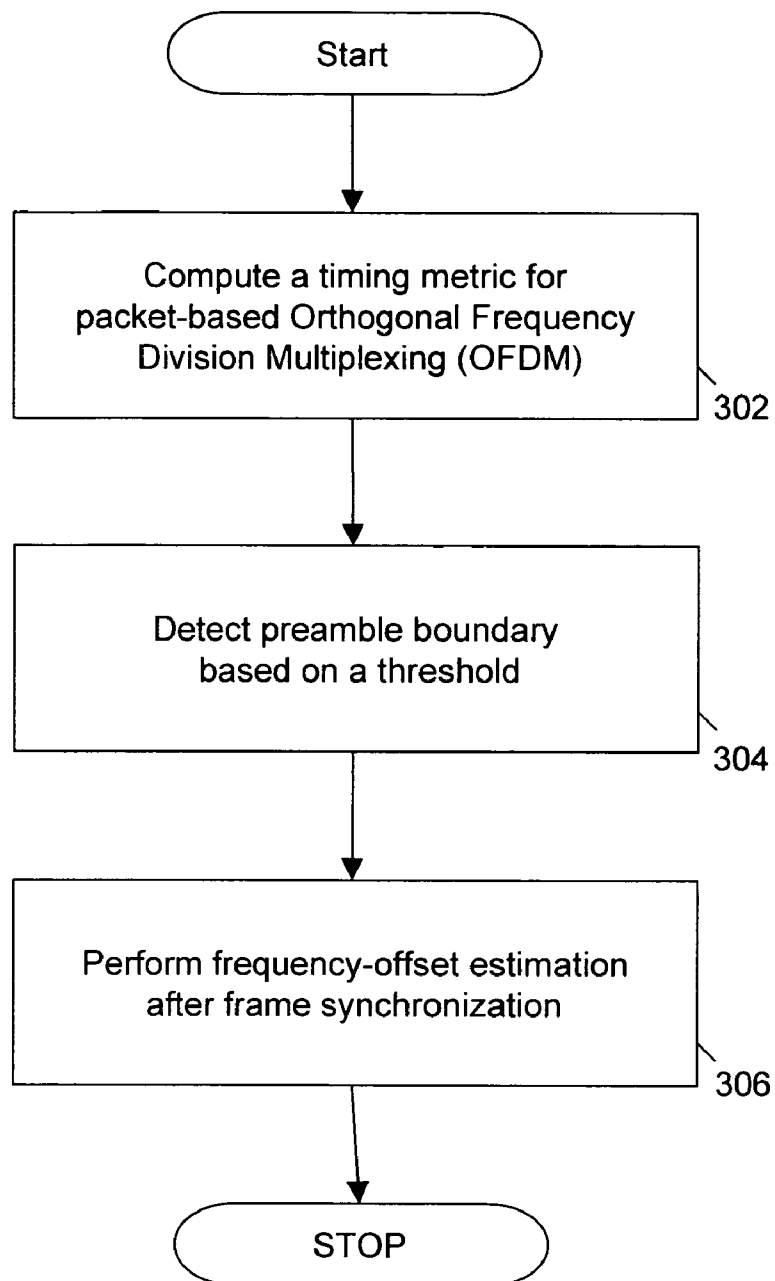 Start
Compute a timing metric for
packet-based Orthogonal Frequency
Division Multiplexing (OFDM)
302
Detect preamble boundary
based on a threshold
304
Perform frequency-offset estimation
after frame synchronization
306
STOP